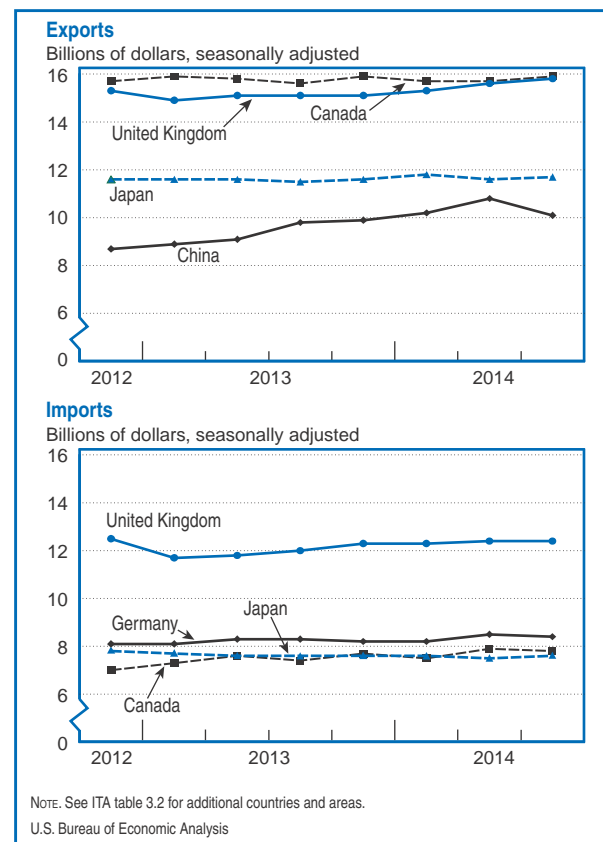 Exports
Billions of dollars, seasonally adjusted
16
Canada
14
United Kingdom
12
Japan
10
China
8
6
0
2012 2013 2014
Imports
Billions of dollars, seasonally adjusted
16
14
United Kingdom
12
10
Japan
Germany
8
Canada
6
0
2012 2013 2014
NOTE. See ITA table 3.2 for additional countries and areas.
U.S. Bureau of Economic Analysis